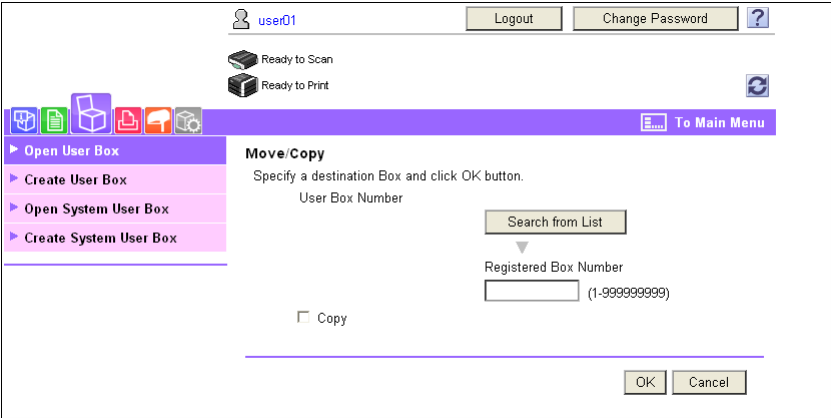 user01 Logout Change Password ?
Ready to Scan
Ready to Print
To Main Menu
Open User Box
Create User Box
Open System User Box
Create System User Box
Move/Copy
Specify a destination Box and click OK button.
User Box Number
Search from List
Registered Box Number
(1-999999999)
Copy
OK Cancel